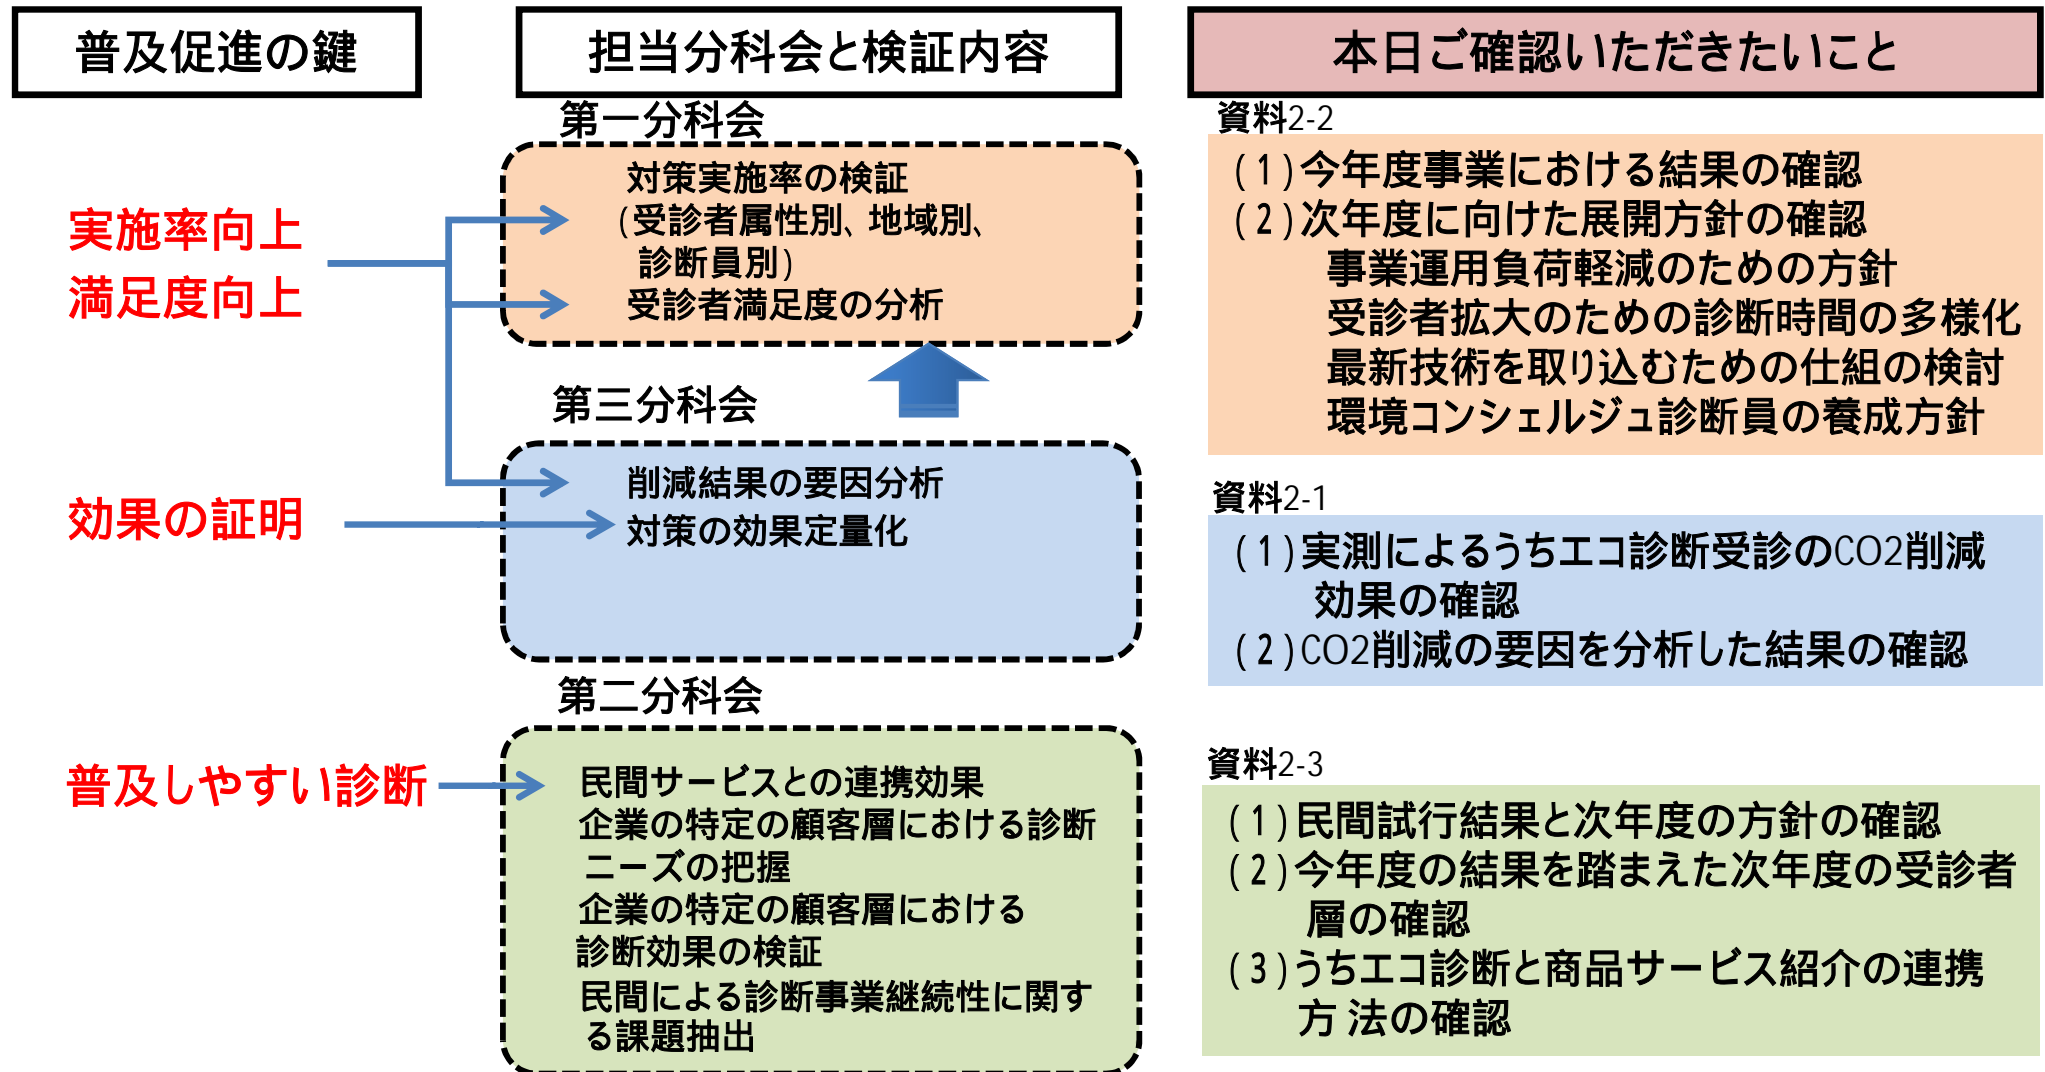 普及促進の鍵
実施率向上
満足度向上
効果の証明
普及しやすい診断
担当分科会と検証内容
第一分科会
対策実施率の検証
(受診者属性別、地域別、
診断員別)
受診者満足度の分析
第三分科会
削減結果の要因分析
対策の効果定量化
第二分科会
民間サービスとの連携効果
企業の特定の顧客層における診断
ニーズの把握
企業の特定の顧客層における
診断効果の検証
民間による診断事業継続性に関す
る課題抽出
本日ご確認いただきたいこと
資料2-2
(1)今年度事業における結果の確認
(2)次年度に向けた展開方針の確認
事業運用負荷軽減のための方針
受診者拡大のための診断時間の多様化
最新技術を取り込むための仕組の検討
環境コンシェルジュ診断員の養成方針
資料2-1
(1)実測によるうちエコ診断受診のCO2削減
効果の確認
(2)CO2削減の要因を分析した結果の確認
資料2-3
(1)民間試行結果と次年度の方針の確認
(2)今年度の結果を踏まえた次年度の受診者
層の確認
(3)うちエコ診断と商品サービス紹介の連携
方 法の確認